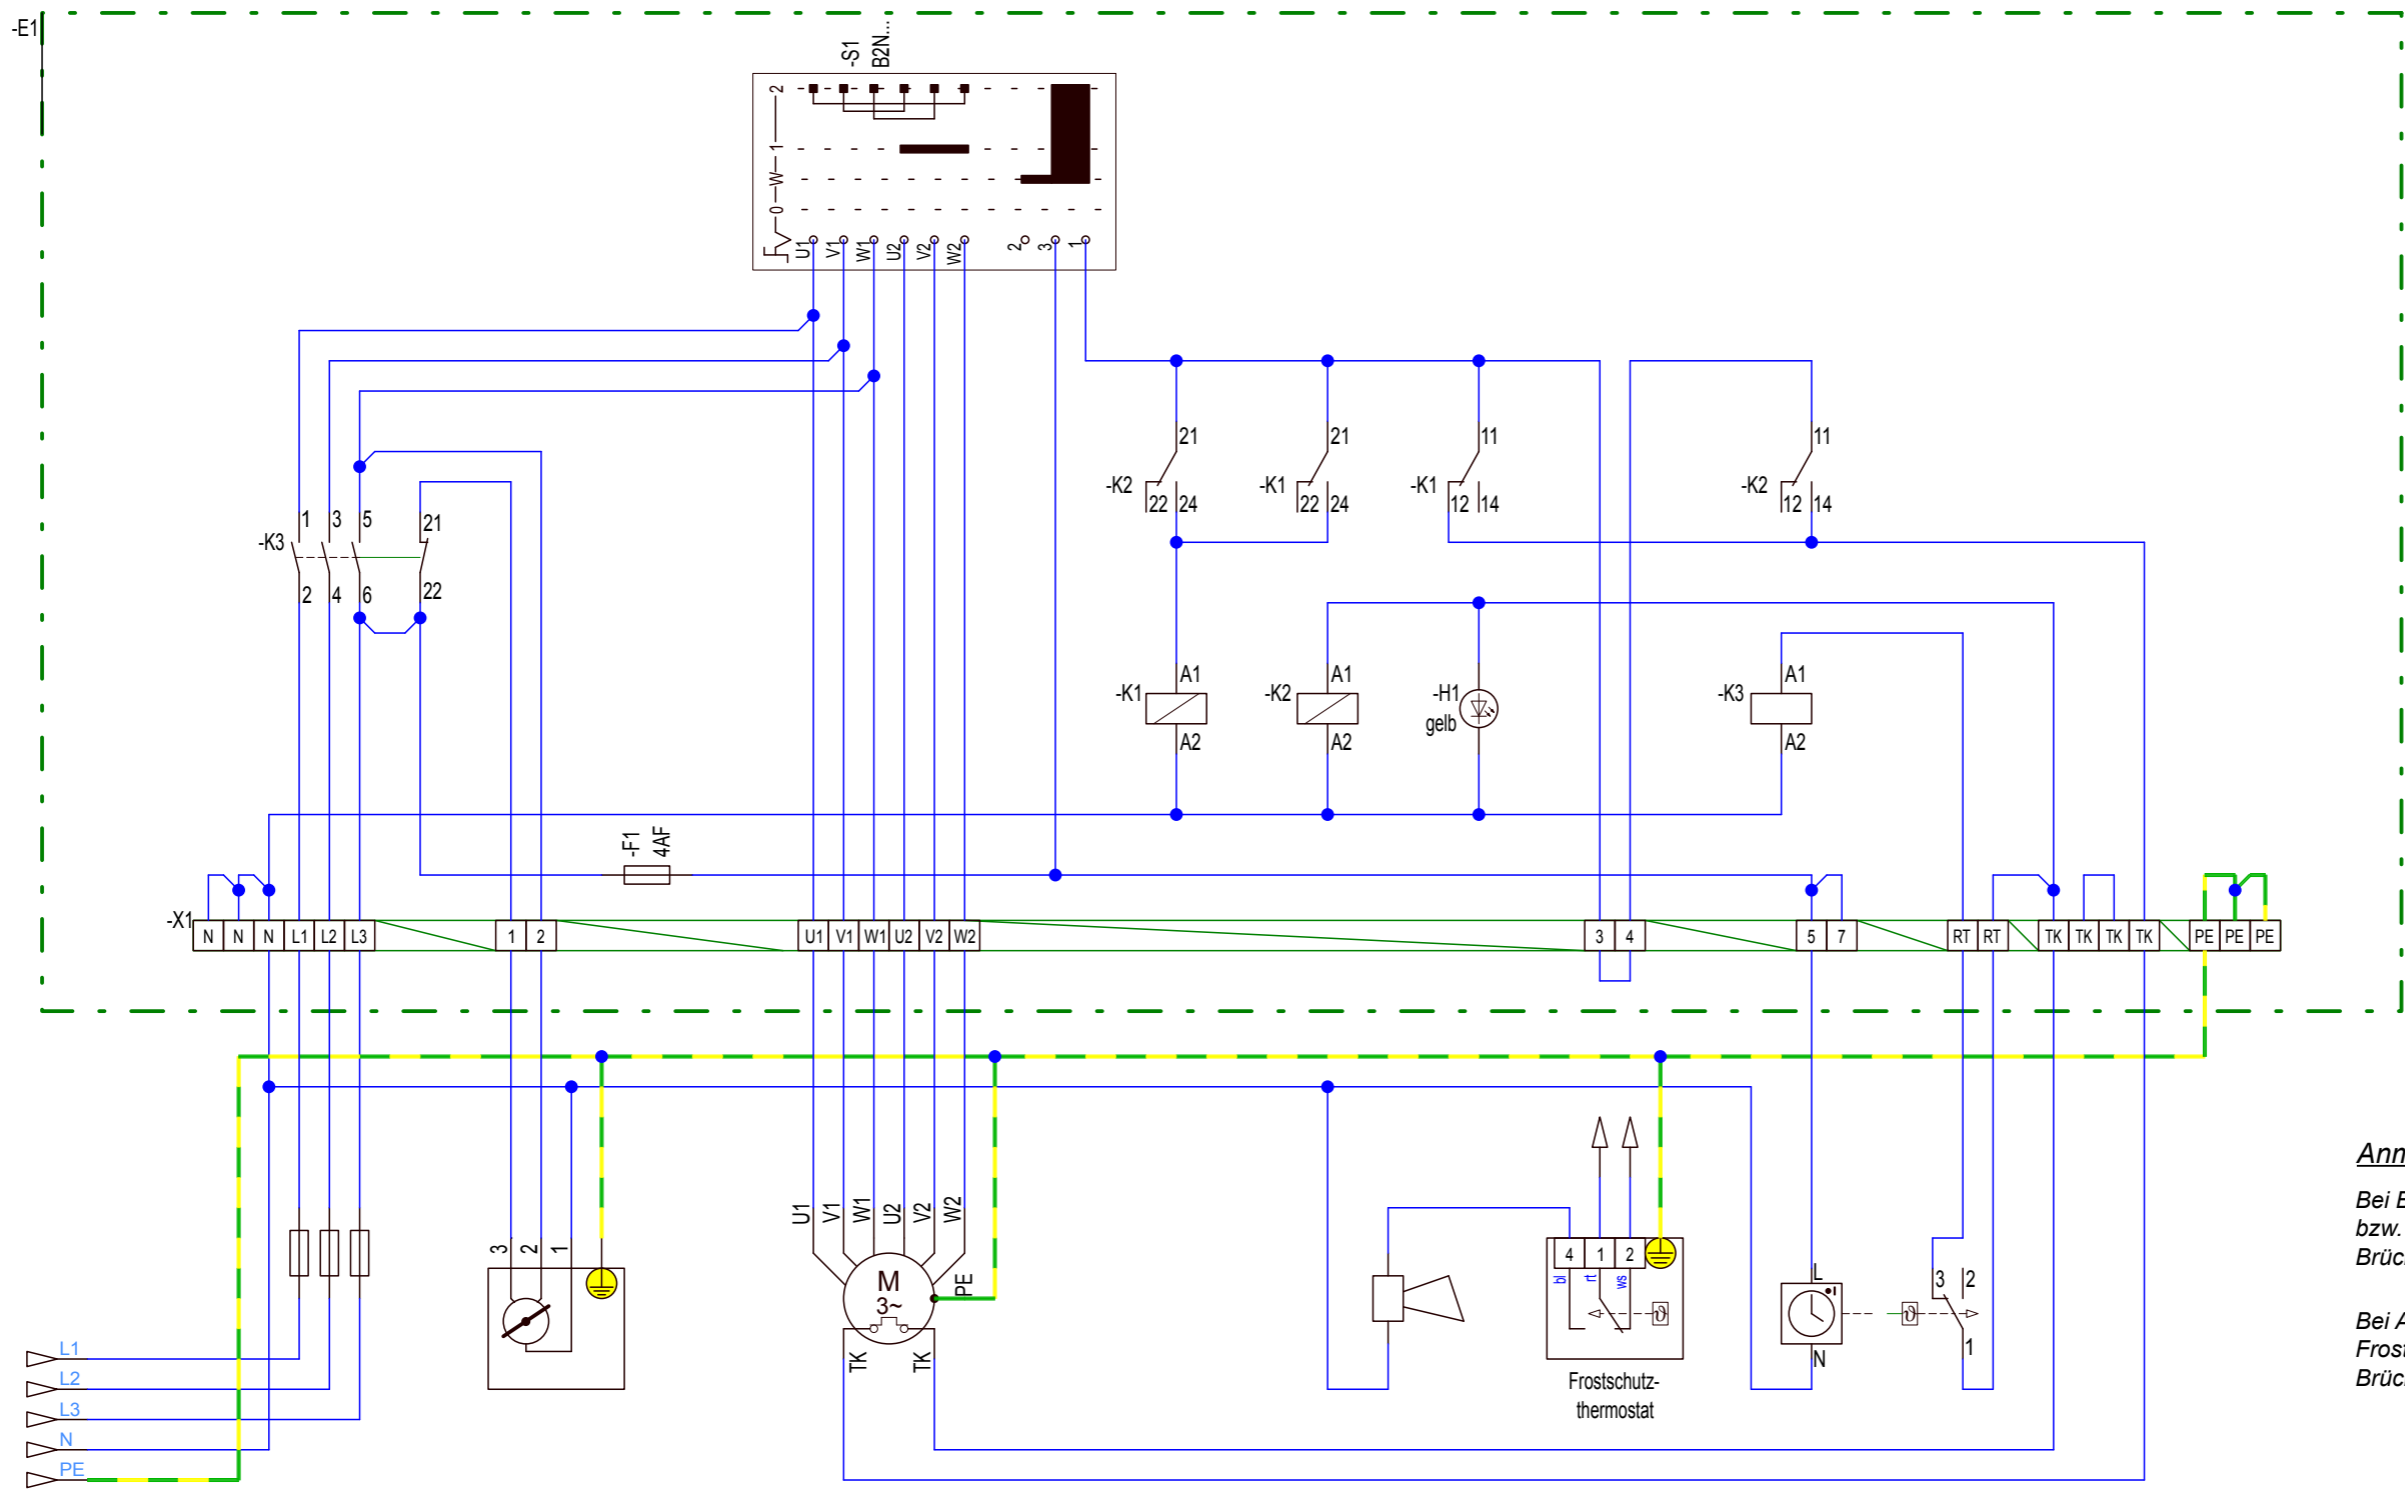 -E1
-S1
B2N...
2
1
W
0
U1 V1 W1 U2 V2 W2 2 3 1
21 21 11 11
-K2 -K1 -K1 -K2
22 24 22 24 12 14 12 14
1 3 5 21
-K3
2 4 6 22
A1 A1 A1
-K1 -K2 -H1 -K3
gelb
A2 A2 A2
-F1
4AF
-X1
N N N L1 L2 L3 1 2 U1 V1 W1 U2 V2 W2 3 4 5 7 RT RT TK TK TK TK PE PE PE
U1 V1 W1 U2 V2 W2
3 2 1
M
3~
PE
TK TK
4 1 2
bl rt ws
ϑ
Frostschutz-
thermostat
L
N
ϑ
3 2
1
L1
L2
L3
N
PE
Ann
Bei
bzw.
Brüc
Bei A
Frost
Brüc